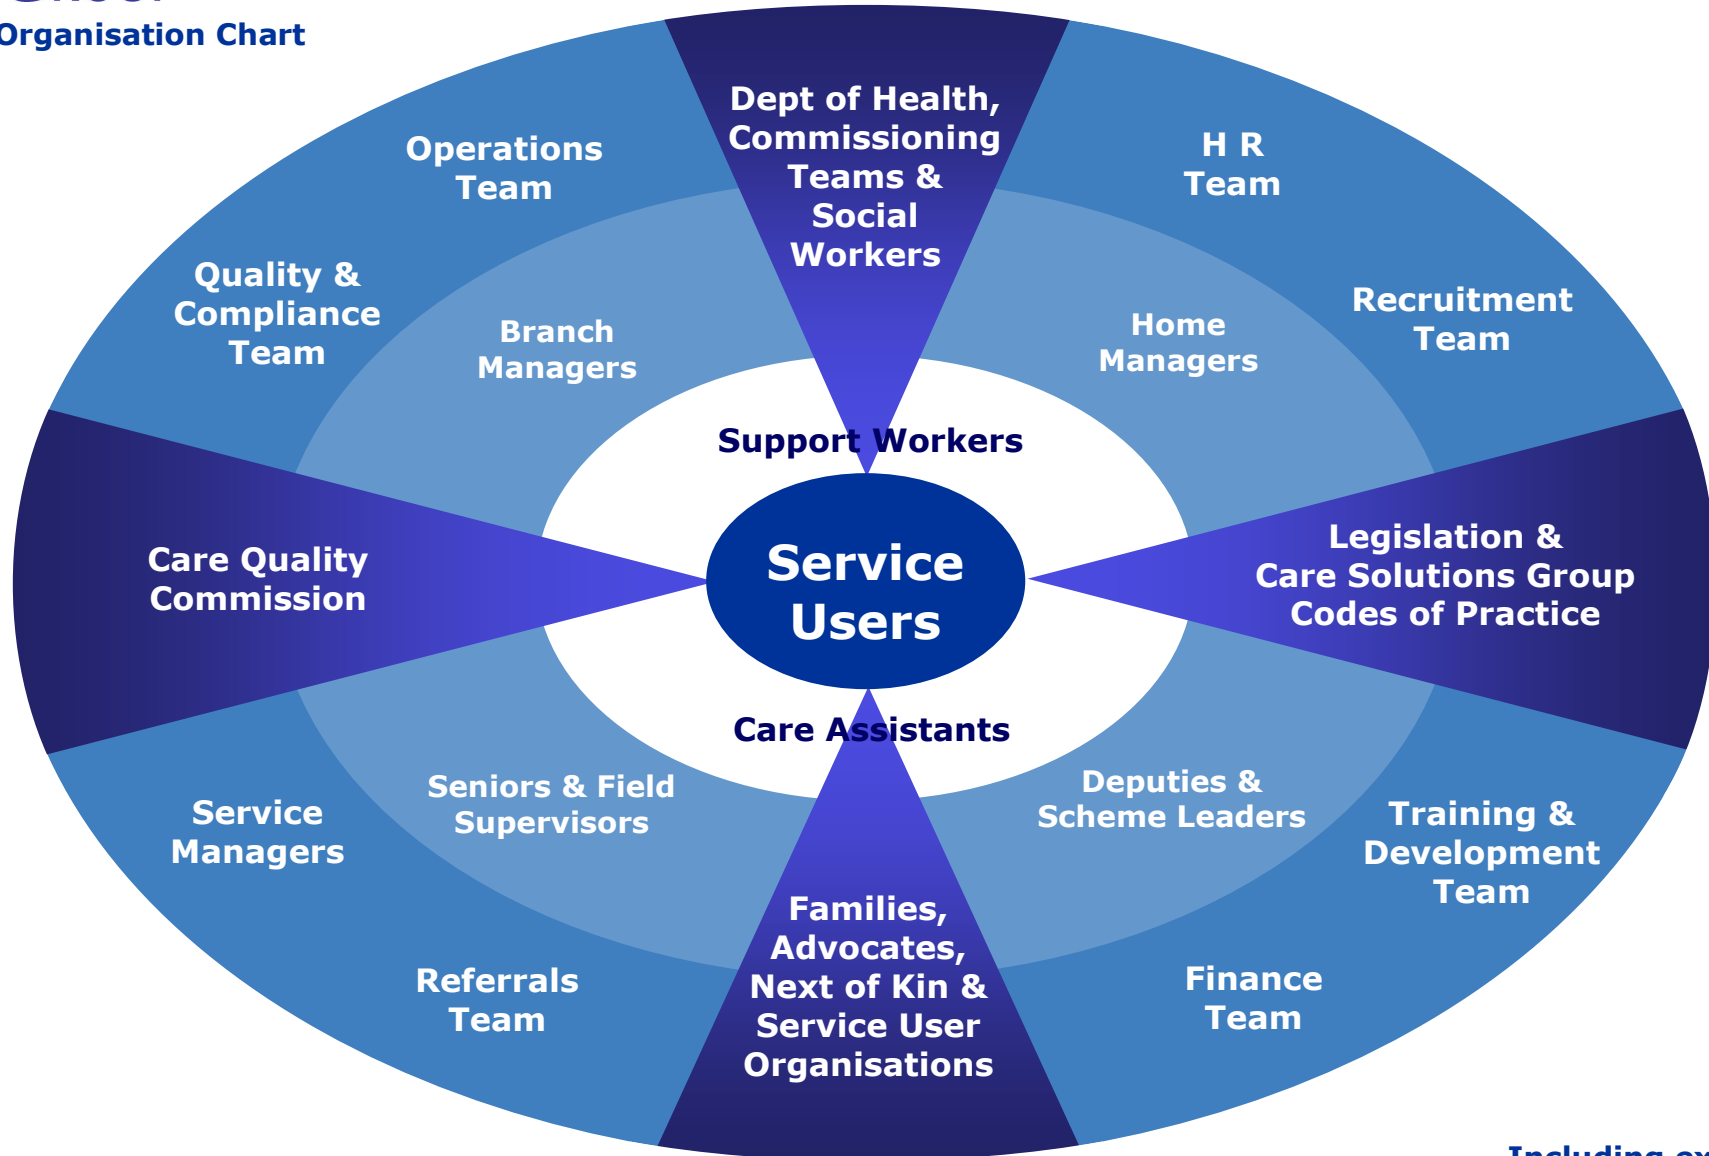 Organisation Chart
Dept of Health,
Commissioning
Teams &
Social
Workers
Operations
Team
H R
Team
Quality &
Compliance
Team
Recruitment
Team
Branch
Managers
Home
Managers
Support Workers
Care Quality
Commission
Service
Users
Legislation &
Care Solutions Group
Codes of Practice
Care Assistants
Seniors & Field
Supervisors
Deputies &
Scheme Leaders
Service
Managers
Training &
Development
Team
Families,
Advocates,
Next of Kin &
Service User
Organisations
Referrals
Team
Finance
Team
Including